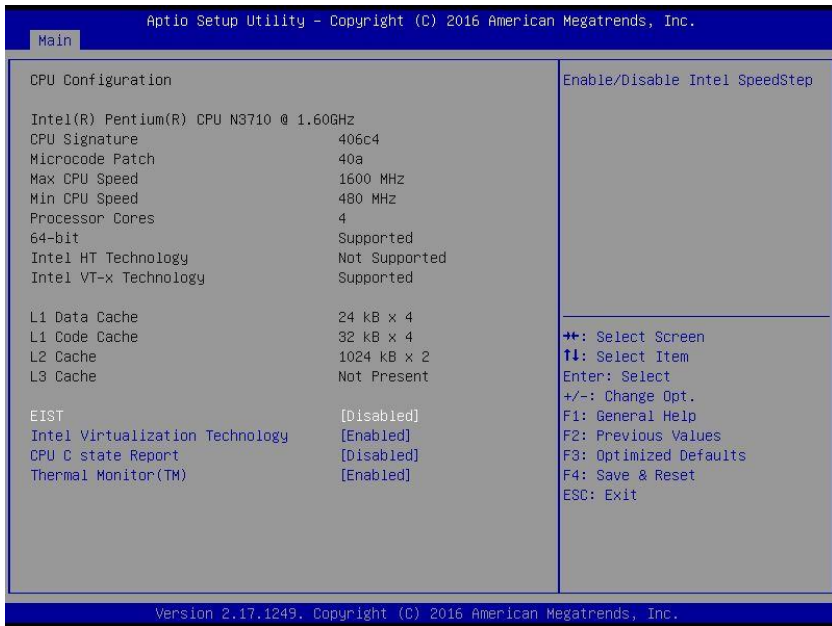 Aptio Setup Utility – Copyright (C) 2016 American Megatrends, Inc.
Main
CPU Configuration
Intel(R) Pentium(R) CPU N3710 @ 1.60GHz
CPU Signature 406c4
Microcode Patch 40a
Max CPU Speed 1600 MHz
Min CPU Speed 480 MHz
Processor Cores 4
64-bit Supported
Intel HT Technology Not Supported
Intel VT-x Technology Supported
L1 Data Cache 24 kB x 4
L1 Code Cache 32 kB x 4
L2 Cache 1024 kB x 2
L3 Cache Not Present
EIST [Disabled]
Intel Virtualization Technology [Enabled]
CPU C state Report [Disabled]
Thermal Monitor(TM) [Enabled]
Enable/Disable Intel SpeedStep
→←: Select Screen
↑↓: Select Item
Enter: Select
+/-: Change Opt.
F1: General Help
F2: Previous Values
F3: Optimized Defaults
F4: Save & Reset
ESC: Exit
Version 2.17.1249. Copyright (C) 2016 American Megatrends, Inc.